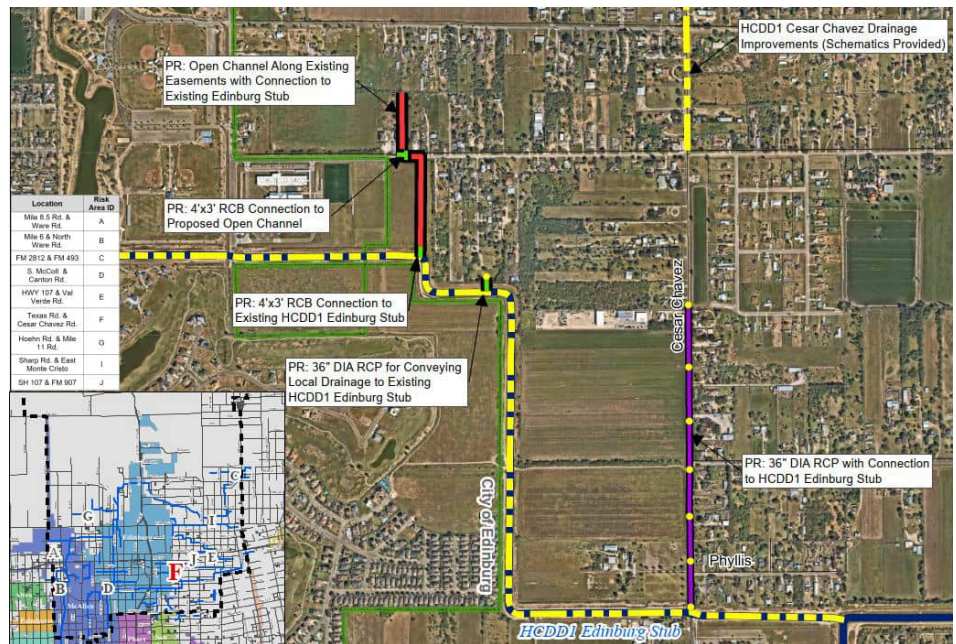 HCDD1 Cesar Chavez Drainage
Improvements (Schematics Provided)
PR: Open Channel Along Existing
Easements with Connection to
Existing Edinburg Stub
PR: 4'x3' RCB Connection to
Proposed Open Channel
Location Risk Area ID
Mile 8.5 Rd. & Ware Rd. A
Mile 6 & North Ware Rd. B
FM 2812 & FM 493 C
S. McColl. & Canton Rd. D
HWY 107 & Val Verde Rd. E
Texas Rd. & Cesar Chavez Rd. F
Hoehn Rd. & Mile 11 Rd. G
Sharp Rd. & East Monte Cristo I
SH 107 & FM 907 J
PR: 4'x3' RCB Connection to
Existing HCDD1 Edinburg Stub
PR: 36" DIA RCP for Conveying
Local Drainage to Existing
HCDD1 Edinburg Stub
Cesar Chavez
PR: 36" DIA RCP with Connection
to HCDD1 Edinburg Stub
City of Edinburg
Phyllis
HCDD1 Edinburg Stub
C
G
I
A
J
E
F
B
D
McAllen